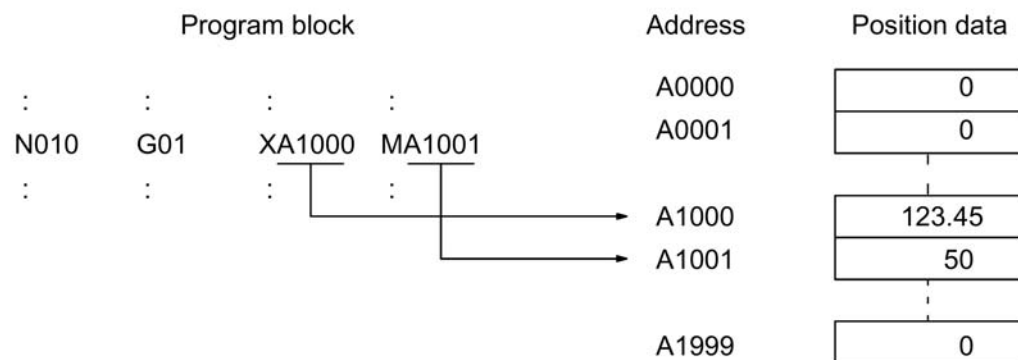 Program block Address Position data
A0000 0
: : : :
N010 G01 XA1000 MA1001 A0001 0
: : : :
A1000 123.45
A1001 50
A1999 0